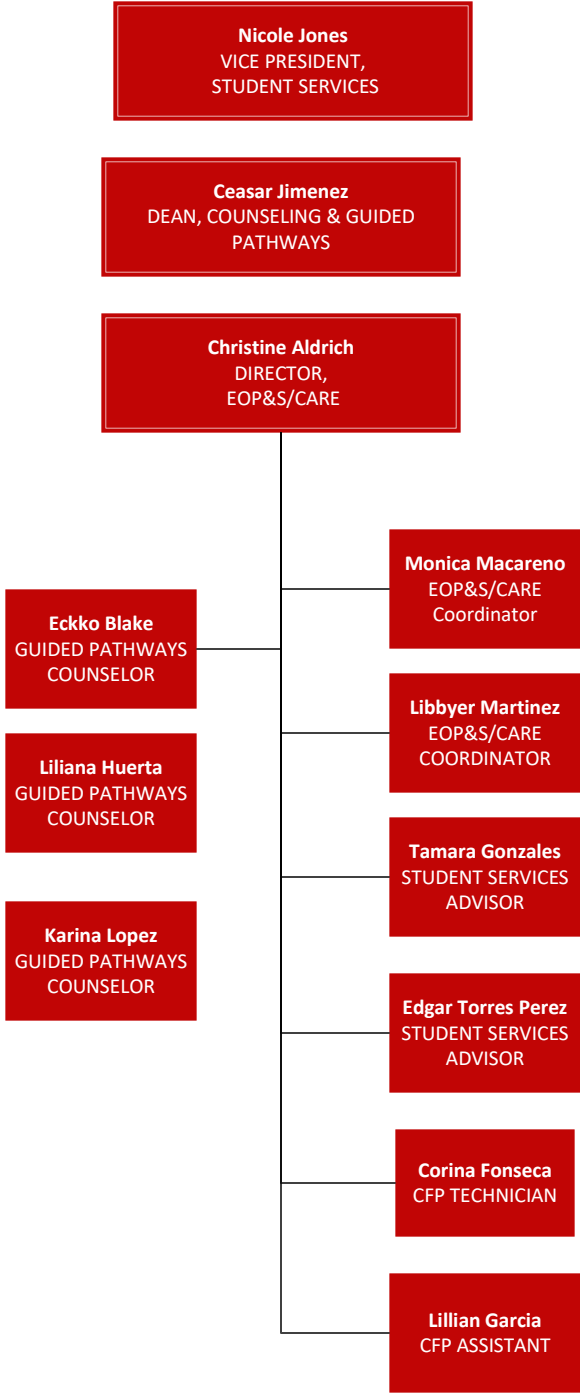 Nicole Jones
VICE PRESIDENT,
STUDENT SERVICES
Ceasar Jimenez
DEAN, COUNSELING & GUIDED
PATHWAYS
Christine Aldrich
DIRECTOR,
EOP&S/CARE
Eckko Blake
GUIDED PATHWAYS
COUNSELOR
Liliana Huerta
GUIDED PATHWAYS
COUNSELOR
Karina Lopez
GUIDED PATHWAYS
COUNSELOR
Monica Macareno
EOP&S/CARE
Coordinator
Libbyer Martinez
EOP&S/CARE
COORDINATOR
Tamara Gonzales
STUDENT SERVICES
ADVISOR
Edgar Torres Perez
STUDENT SERVICES
ADVISOR
Corina Fonseca
CFP TECHNICIAN
Lillian Garcia
CFP ASSISTANT